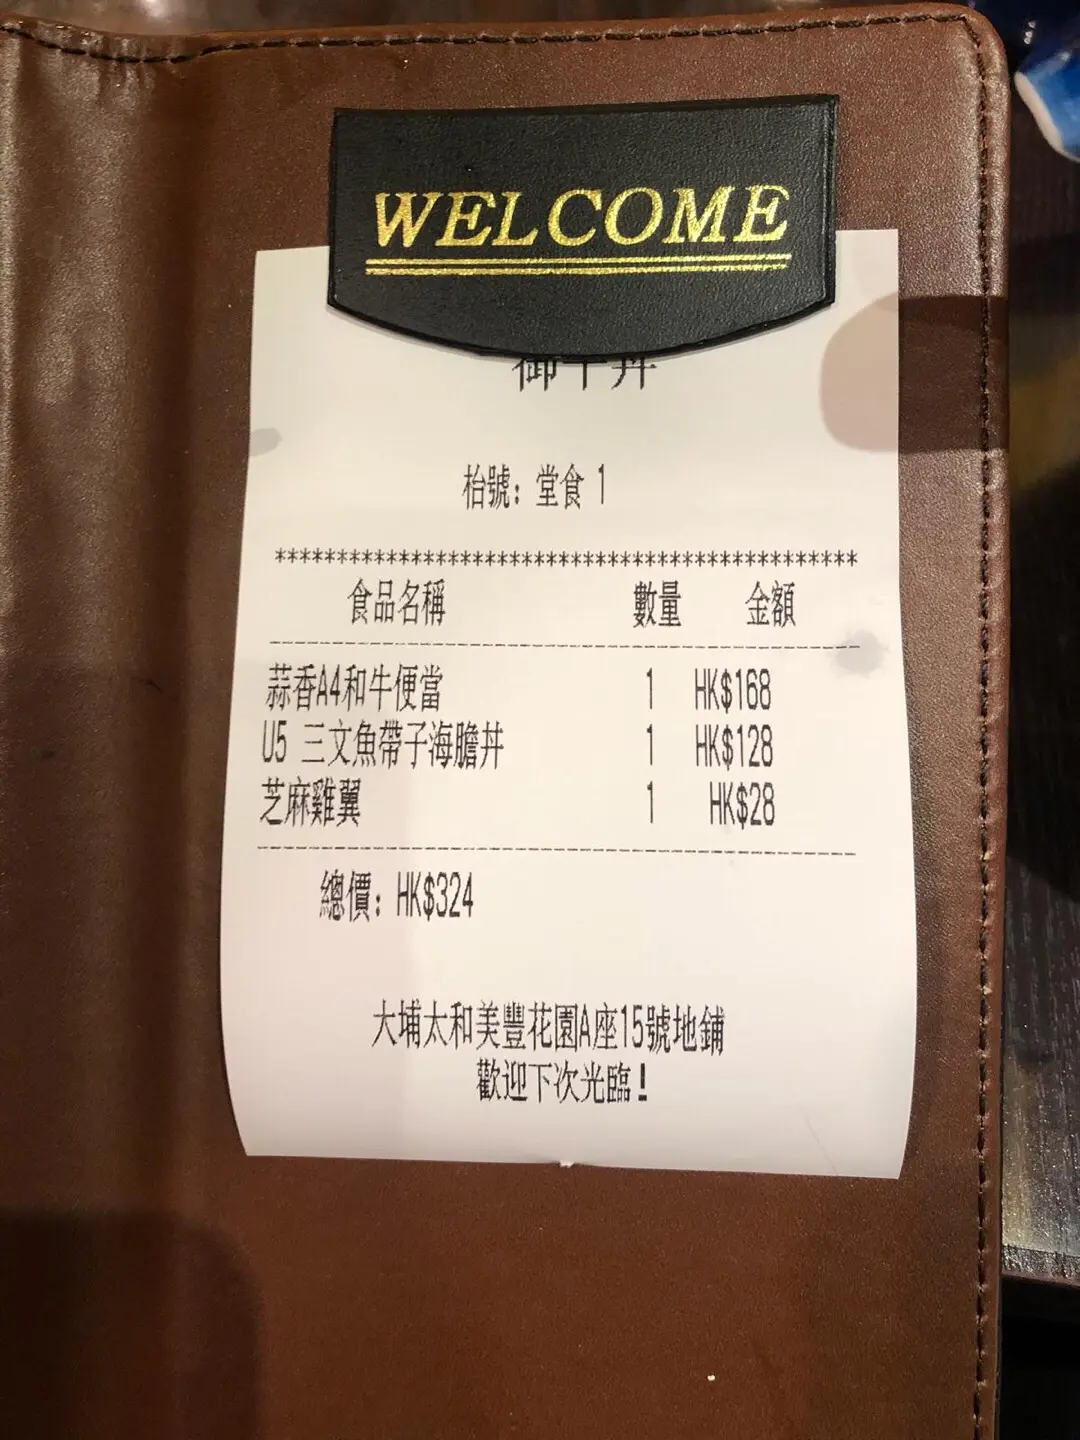 WELCOME
御 丼
枱號: 堂食 1
***********************************************
食品名稱 數量 金額
蒜香A4和牛便當 1 HK$168
U5 三文魚帶子海膽丼 1 HK$128
芝麻雞翼 1 HK$28
總價: HK$324
大埔太和美豐花園A座15號地鋪
歡迎下次光臨!